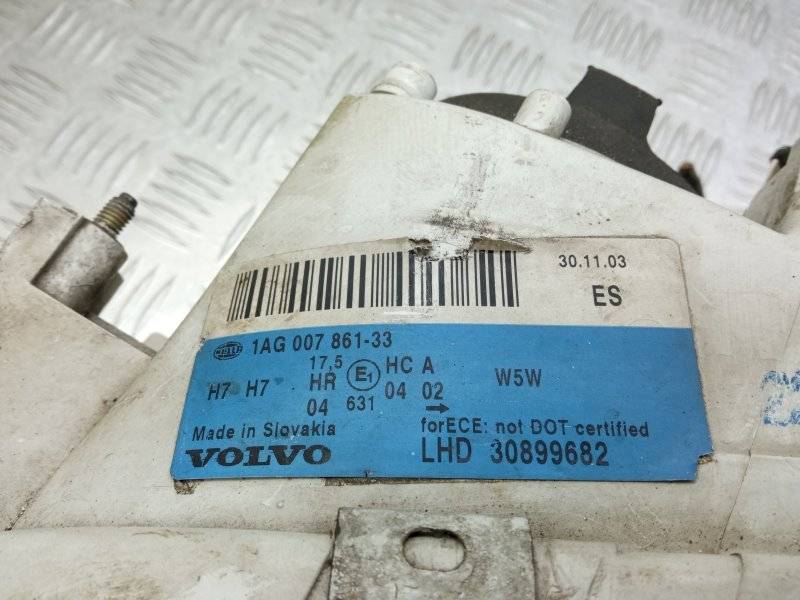 30.11.03
ES
HELLA 1AG 007 861-33
17,5 HC A
H7 H7 HR E1 04 02 W5W
04 631 →
Made in Slovakia forECE: not DOT certified
VOLVO LHD 30899682